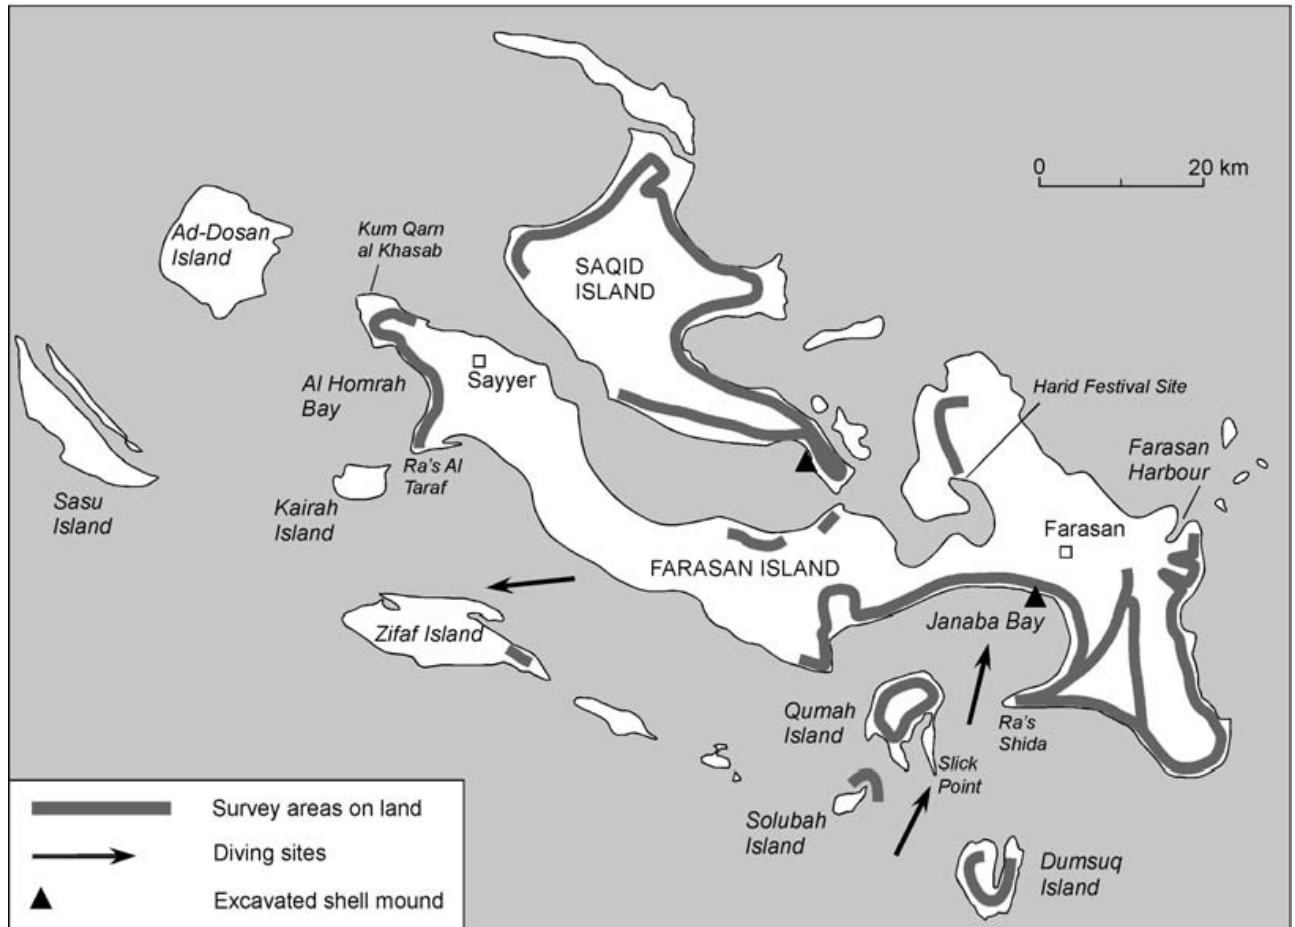 0 20 km
Ad-Dosan
Island
Kum Qarn
al Khasab
SAQID
ISLAND
Al Homrah
Bay
Sayyer
Harid Festival Site
Farasan
Harbour
Ra's Al
Taraf
Sasu
Island
Kairah
Island
Farasan
FARASAN ISLAND
Zifaf Island
Janaba Bay
Qumah
Island
Ra's
Shida
Slick
Point
Solubah
Island
Dumsuq
Island
Survey areas on land
Diving sites
Excavated shell mound